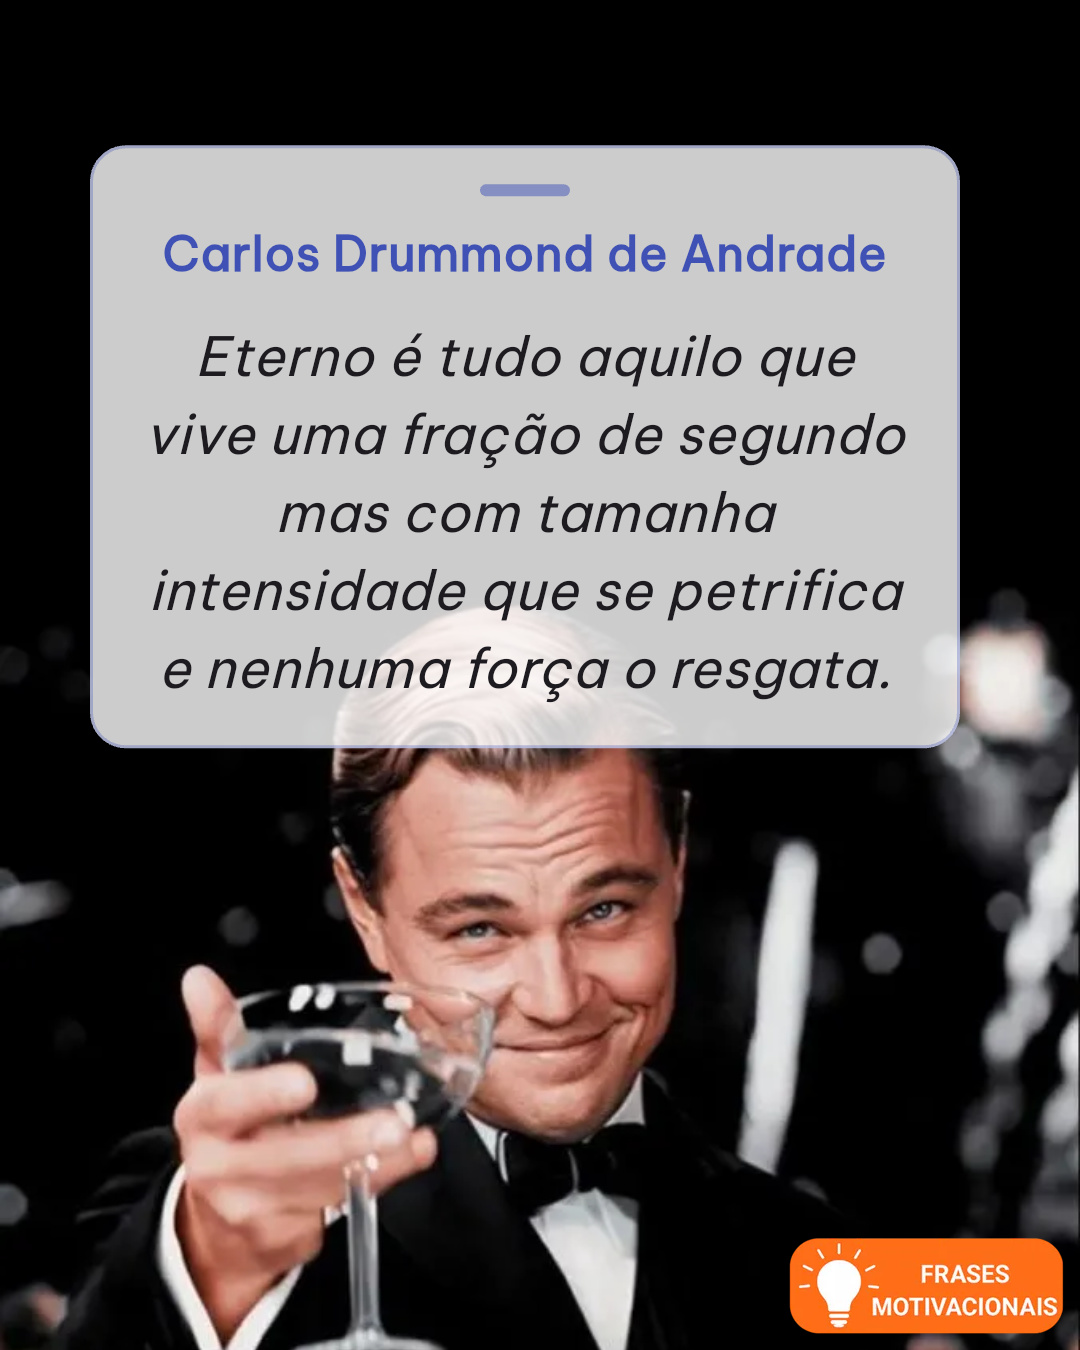 Carlos Drummond de Andrade
Eterno é tudo aquilo que
vive uma fração de segundo
mas com tamanha
intensidade que se petrifica
e nenhuma força o resgata.
FRASES
MOTIVACIONAIS